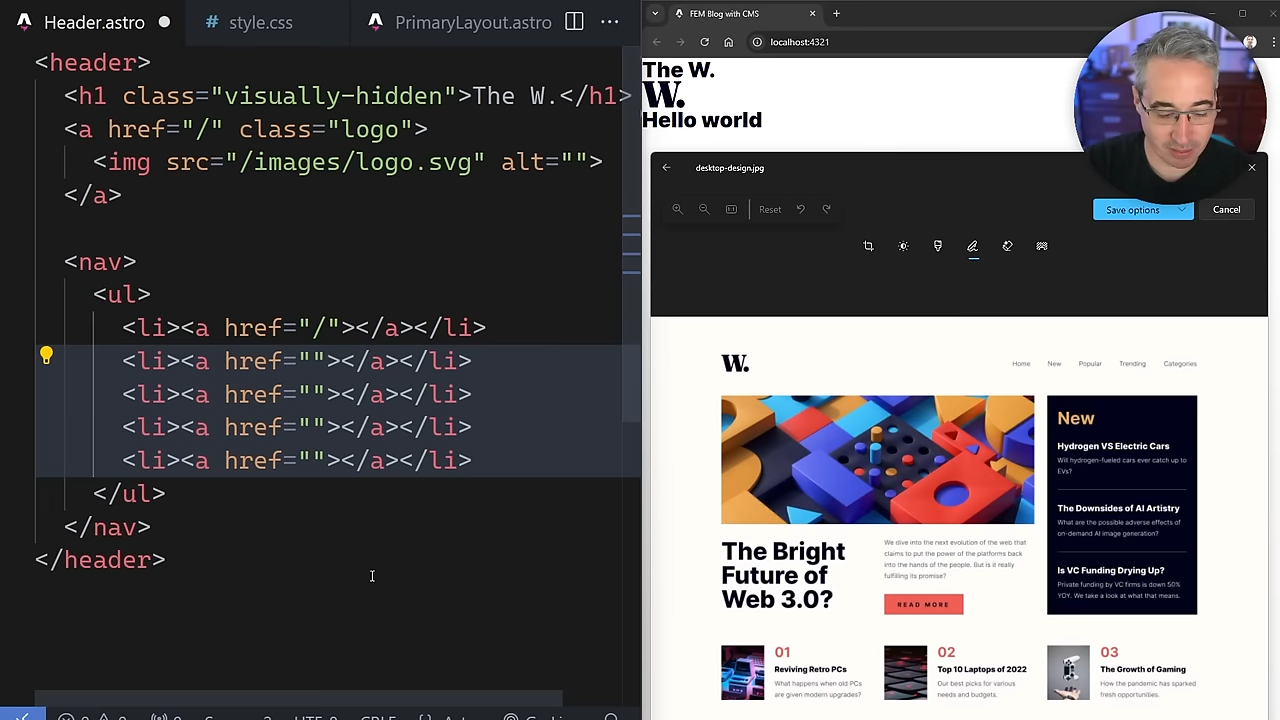 Header.astro
style.css
PrimaryLayout.astro
<header>
<h1 class="visually-hidden">The W.</h1>
<a href="/" class="logo">
<img src="/images/logo.svg" alt="">
</a>
<nav>
<ul>
<li><a href="/"></a></li>
<li><a href=""></a></li>
<li><a href=""></a></li>
<li><a href=""></a></li>
<li><a href=""></a></li>
</ul>
</nav>
</header>
FEM Blog with CMS
localhost:4321
The W.
W.
Hello world
desktop-design.jpg
Reset
Save options
Cancel
W.
Home New Popular Trending Categories
The Bright
Future of
Web 3.0?
We dive into the next evolution of the web that
claims to put the power of the platforms back
into the hands of the people. But is it really
fulfilling its promise?
READ MORE
New
Hydrogen VS Electric Cars
Will hydrogen-fueled cars ever catch up to
EVs?
The Downsides of AI Artistry
What are the possible adverse effects of
on-demand AI image generation?
Is VC Funding Drying Up?
Private funding by VC firms is down 50%
YOY. We take a look at what that means.
01
Reviving Retro PCs
What happens when old PCs
are given modern upgrades?
02
Top 10 Laptops of 2022
Our best picks for various
needs and budgets.
03
The Growth of Gaming
How the pandemic has sparked
fresh opportunities.